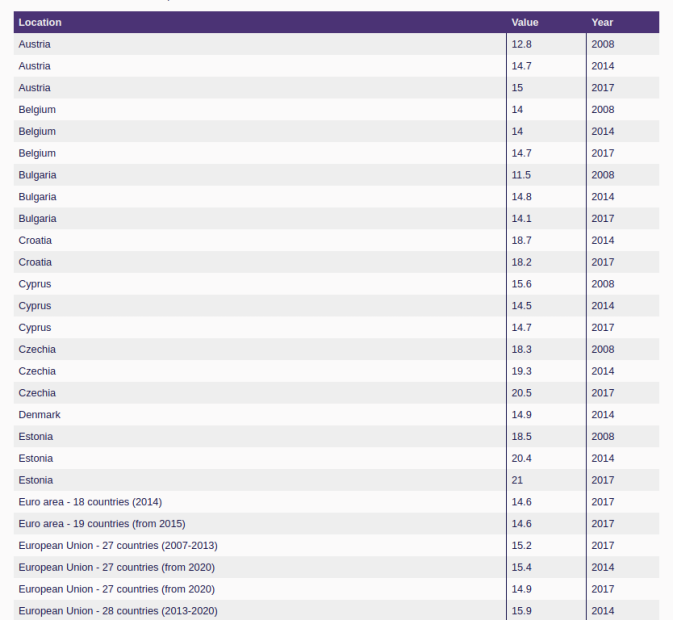 Location Value Year
Austria 12.8 2008
Austria 14.7 2014
Austria 15 2017
Belgium 14 2008
Belgium 14 2014
Belgium 14.7 2017
Bulgaria 11.5 2008
Bulgaria 14.8 2014
Bulgaria 14.1 2017
Croatia 18.7 2014
Croatia 18.2 2017
Cyprus 15.6 2008
Cyprus 14.5 2014
Cyprus 14.7 2017
Czechia 18.3 2008
Czechia 19.3 2014
Czechia 20.5 2017
Denmark 14.9 2014
Estonia 18.5 2008
Estonia 20.4 2014
Estonia 21 2017
Euro area - 18 countries (2014) 14.6 2017
Euro area - 19 countries (from 2015) 14.6 2017
European Union - 27 countries (2007-2013) 15.2 2017
European Union - 27 countries (from 2020) 15.4 2014
European Union - 27 countries (from 2020) 14.9 2017
European Union - 28 countries (2013-2020) 15.9 2014